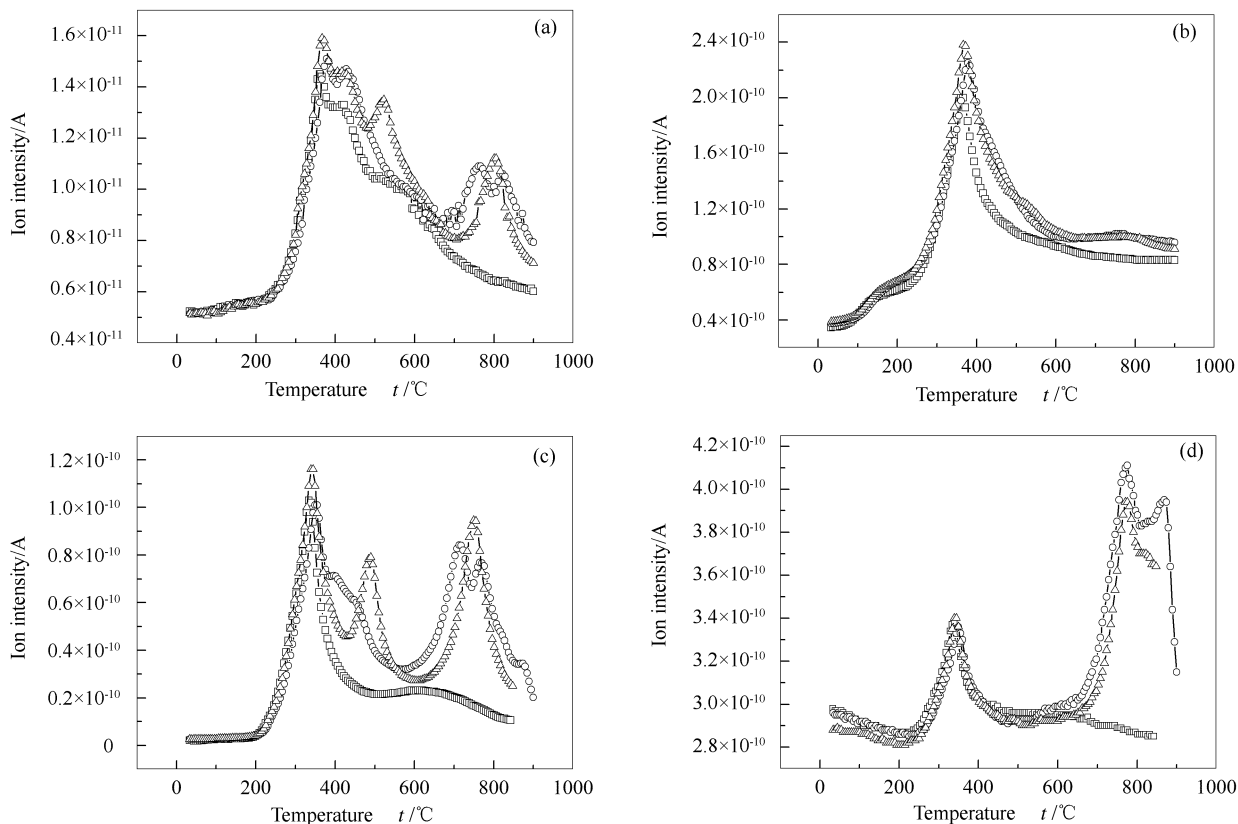 (a)
1.6×10⁻¹¹
1.4×10⁻¹¹
1.2×10⁻¹¹
1.0×10⁻¹¹
0.8×10⁻¹¹
0.6×10⁻¹¹
0.4×10⁻¹¹
Ion intensity/A
0 200 400 600 800 1000
Temperature t /℃
(b)
2.4×10⁻¹⁰
2.0×10⁻¹⁰
1.6×10⁻¹⁰
1.2×10⁻¹⁰
0.8×10⁻¹⁰
0.4×10⁻¹⁰
Ion intensity/A
0 200 400 600 800 1000
Temperature t /℃
(c)
1.2×10⁻¹⁰
1.0×10⁻¹⁰
0.8×10⁻¹⁰
0.6×10⁻¹⁰
0.4×10⁻¹⁰
0.2×10⁻¹⁰
0
Ion intensity/A
0 200 400 600 800 1000
Temperature t /℃
(d)
4.2×10⁻¹⁰
4.0×10⁻¹⁰
3.8×10⁻¹⁰
3.6×10⁻¹⁰
3.4×10⁻¹⁰
3.2×10⁻¹⁰
3.0×10⁻¹⁰
2.8×10⁻¹⁰
Ion intensity/A
0 200 400 600 800 1000
Temperature t /℃